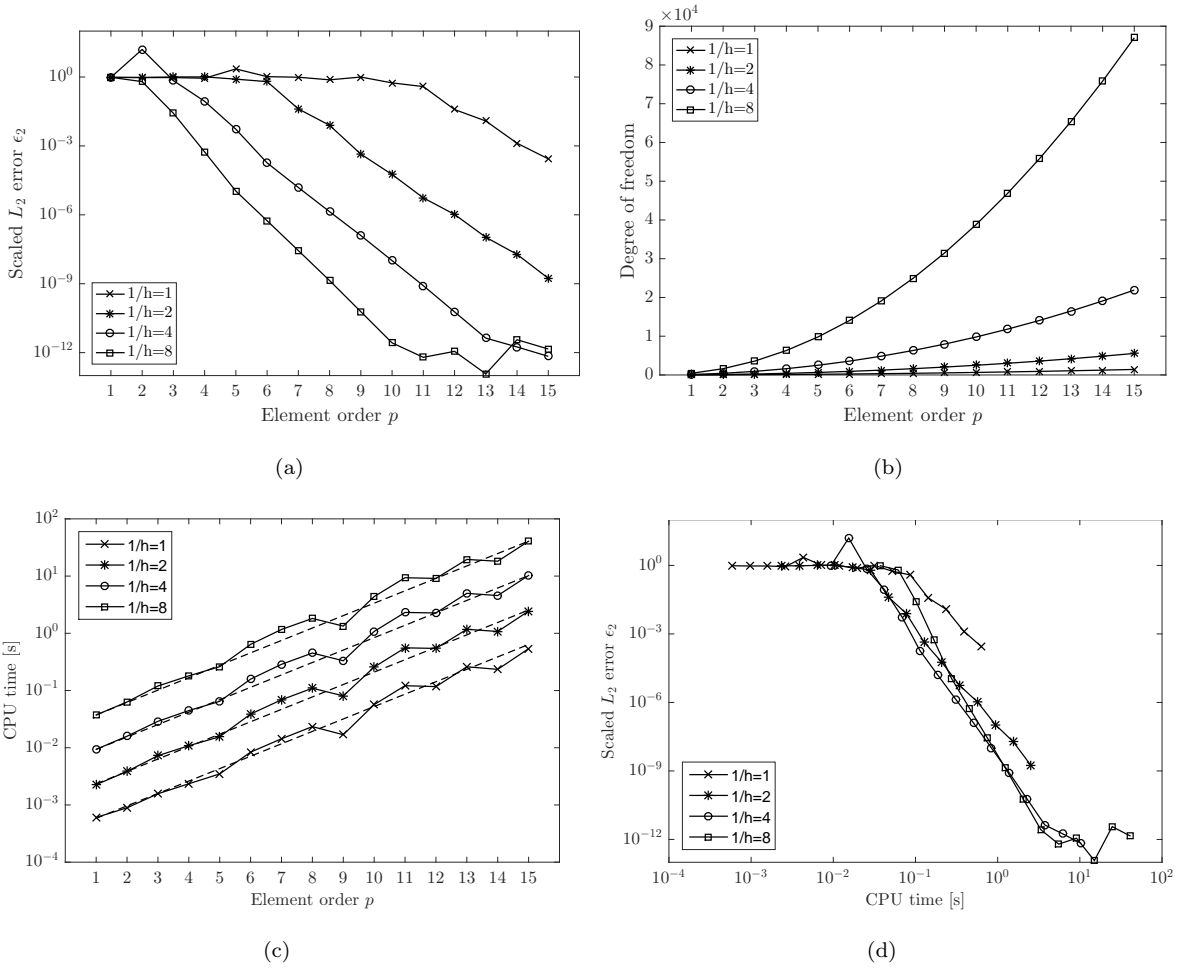 10^0
10^-3
10^-6
10^-9
10^-12
Scaled L_2 error ϵ_2
1/h=1
1/h=2
1/h=4
1/h=8
1 2 3 4 5 6 7 8 9 10 11 12 13 14 15
Element order p
(a)
×10^4
9
8
7
6
5
4
3
2
1
0
Degree of freedom
1/h=1
1/h=2
1/h=4
1/h=8
1 2 3 4 5 6 7 8 9 10 11 12 13 14 15
Element order p
(b)
10^2
10^1
10^0
10^-1
10^-2
10^-3
10^-4
CPU time [s]
1/h=1
1/h=2
1/h=4
1/h=8
1 2 3 4 5 6 7 8 9 10 11 12 13 14 15
Element order p
(c)
10^0
10^-3
10^-6
10^-9
10^-12
Scaled L_2 error ϵ_2
1/h=1
1/h=2
1/h=4
1/h=8
10^-4 10^-3 10^-2 10^-1 10^0 10^1 10^2
CPU time [s]
(d)